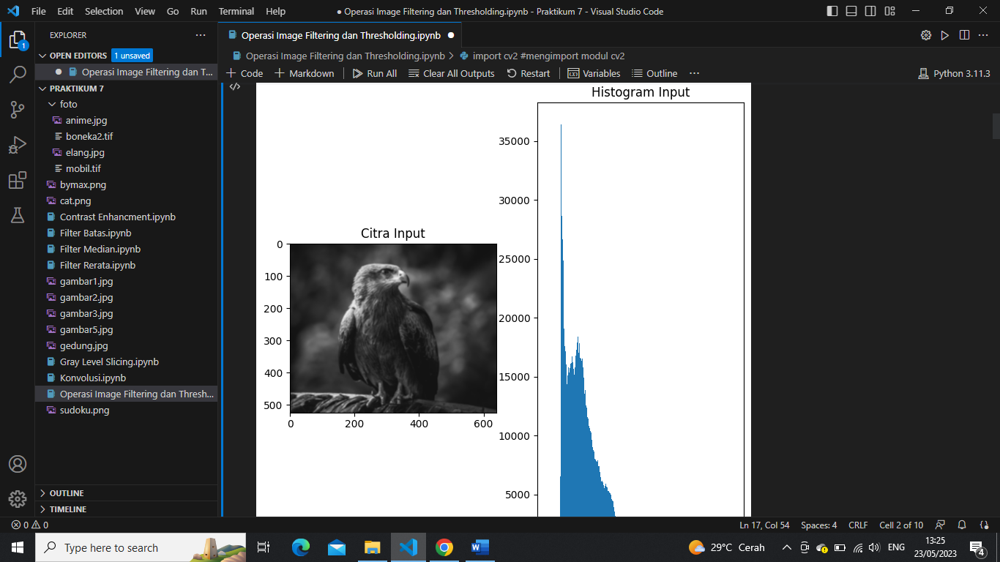 File Edit Selection View Go Run Terminal Help
● Operasi Image Filtering dan Thresholding.ipynb - Praktikum 7 - Visual Studio Code
EXPLORER
OPEN EDITORS 1 unsaved
Operasi Image Filtering dan T...
PRAKTIKUM 7
foto
anime.jpg
boneka2.tif
elang.jpg
mobil.tif
bymax.png
cat.png
Contrast Enhancment.ipynb
Filter Batas.ipynb
Filter Median.ipynb
Filter Rerata.ipynb
gambar1.jpg
gambar2.jpg
gambar3.jpg
gambar5.jpg
gedung.jpg
Gray Level Slicing.ipynb
Konvolusi.ipynb
Operasi Image Filtering dan Thresh...
sudoku.png
OUTLINE
TIMELINE
1
Operasi Image Filtering dan Thresholding.ipynb
Operasi Image Filtering dan Thresholding.ipynb > import cv2 #mengimport modul cv2
+ Code + Markdown Run All Clear All Outputs Restart Variables Outline ... Python 3.11.3
Citra Input
0
100
200
300
400
500
0 200 400 600
Histogram Input
35000
30000
25000
20000
15000
10000
5000
0 0
Ln 17, Col 54 Spaces: 4 CRLF Cell 2 of 10
Type here to search
29°C Cerah
ENG
13:25
23/05/2023
4